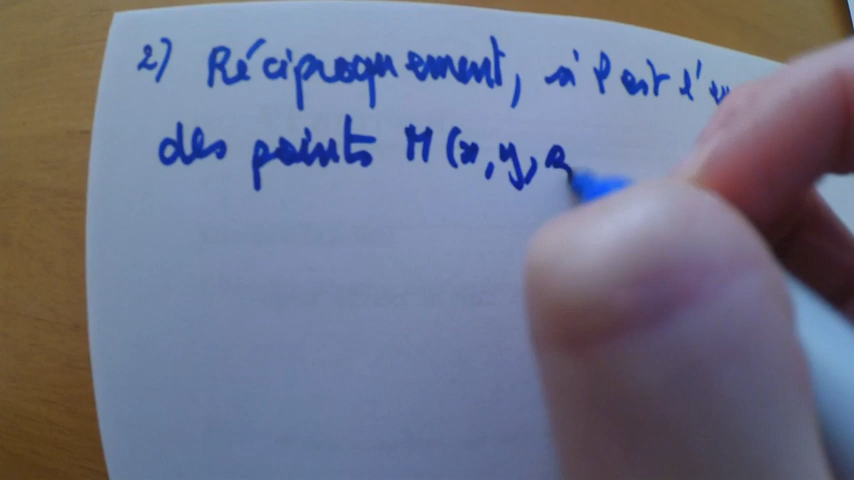 2) Réciproquement, si P est l'
des points M (x, y, z